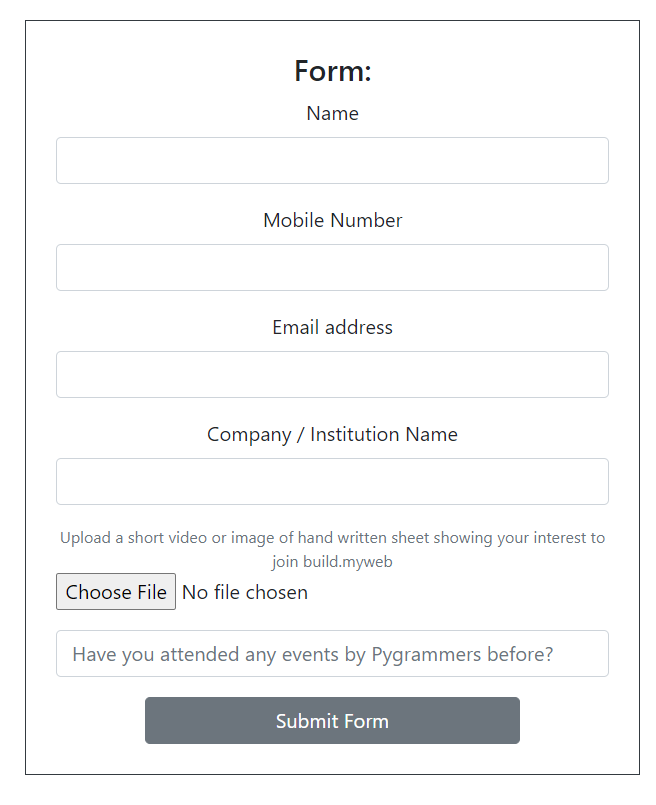 Form:
Name
Mobile Number
Email address
Company / Institution Name
Upload a short video or image of hand written sheet showing your interest to
join build.myweb
Choose File No file chosen
Have you attended any events by Pygrammers before?
Submit Form